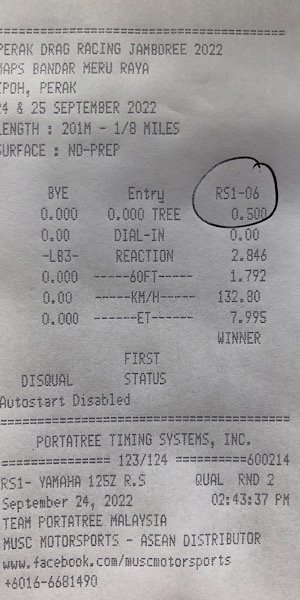 PERAK DRAG RACING JAMBOREE 2022
MAPS BANDAR MERU RAYA
IPOH, PERAK
24 & 25 SEPTEMBER 2022
LENGTH : 201M - 1/8 MILES
SURFACE : NO-PREP
BYE Entry RS1-06
0.000 0.000 TREE 0.500
0.00 DIAL-IN 0.00
-LB3- REACTION 2.846
0.000 -----60FT----- 1.792
0.00 -----KM/H----- 132.80
0.000 ------ET------ 7.995
WINNER
FIRST
DISQUAL STATUS
Autostart Disabled
PORTATREE TIMING SYSTEMS, INC.
============= 123/124 ==========600214
RS1- YAMAHA 125Z R.S QUAL RND 2
September 24, 2022 02:43:37 PM
TEAM PORTATREE MALAYSIA
MUSC MOTORSPORTS - ASEAN DISTRIBUTOR
www.facebook.com/muscmotorsports
+6016-6681490